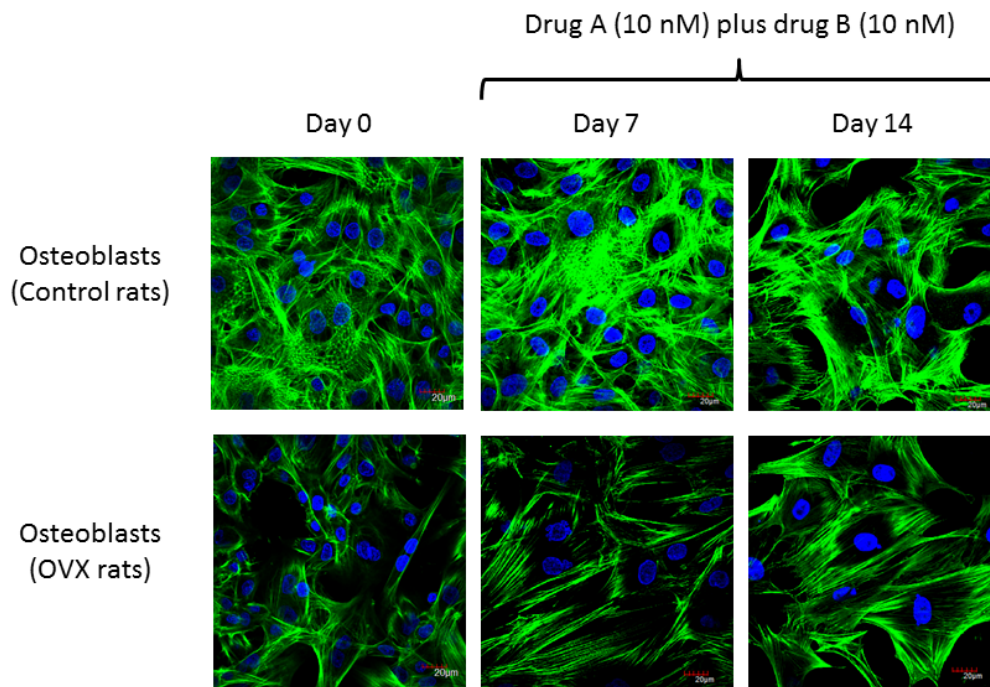 Drug A (10 nM) plus drug B (10 nM)
Day 0
Day 7
Day 14
Osteoblasts
(Control rats)
20µm
20µm
20µm
Osteoblasts
(OVX rats)
20µm
20µm
20µm